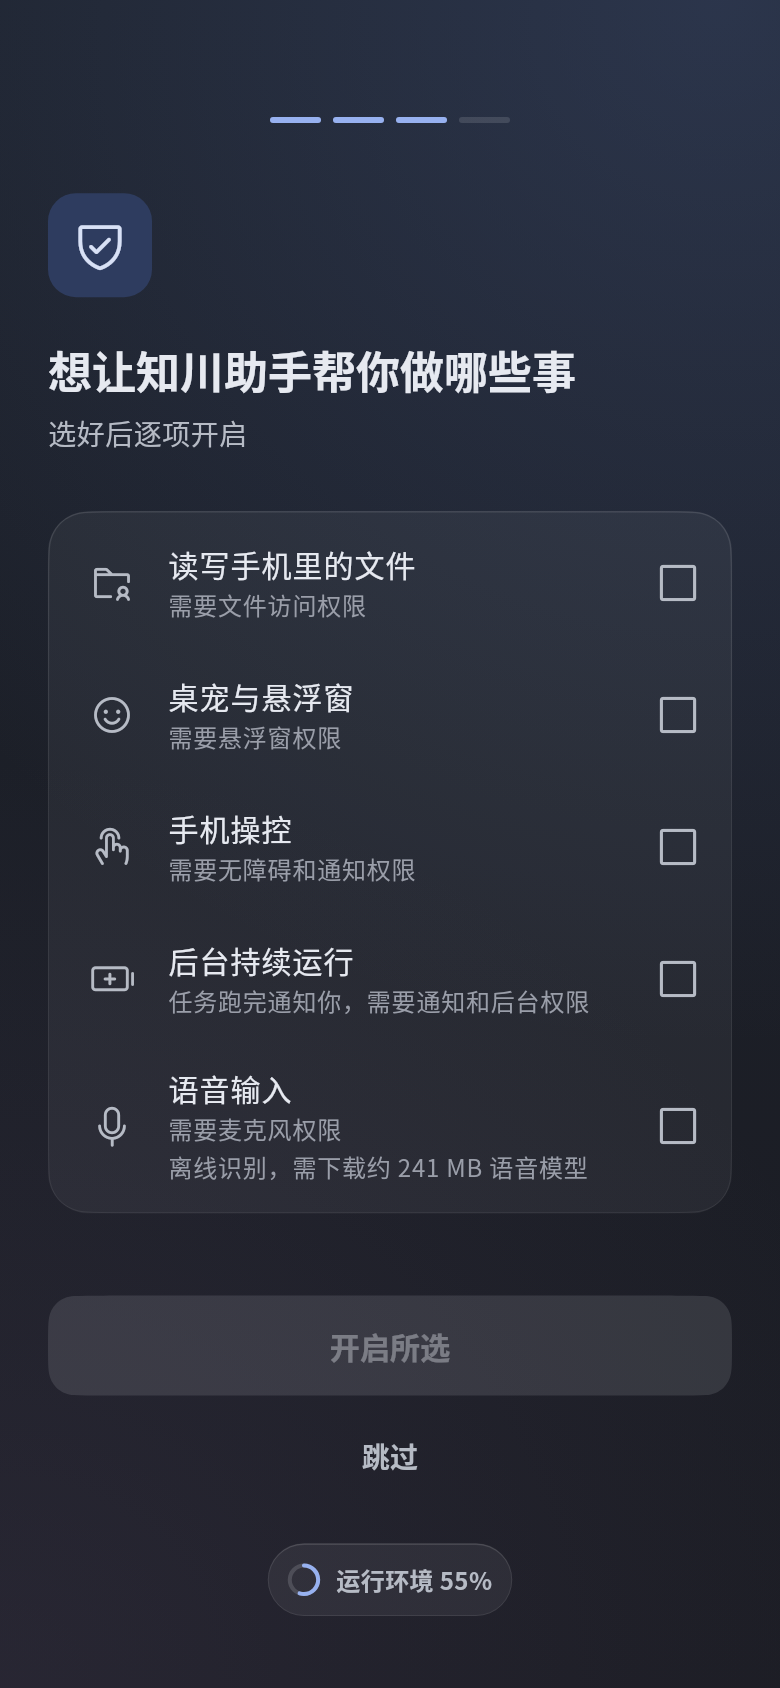 想让知川助手帮你做哪些事
选好后逐项开启
读写手机里的文件
需要文件访问权限
桌宠与悬浮窗
需要悬浮窗权限
手机操控
需要无障碍和通知权限
后台持续运行
任务跑完通知你，需要通知和后台权限
语音输入
需要麦克风权限
离线识别，需下载约 241 MB 语音模型
开启所选
跳过
运行环境 55%